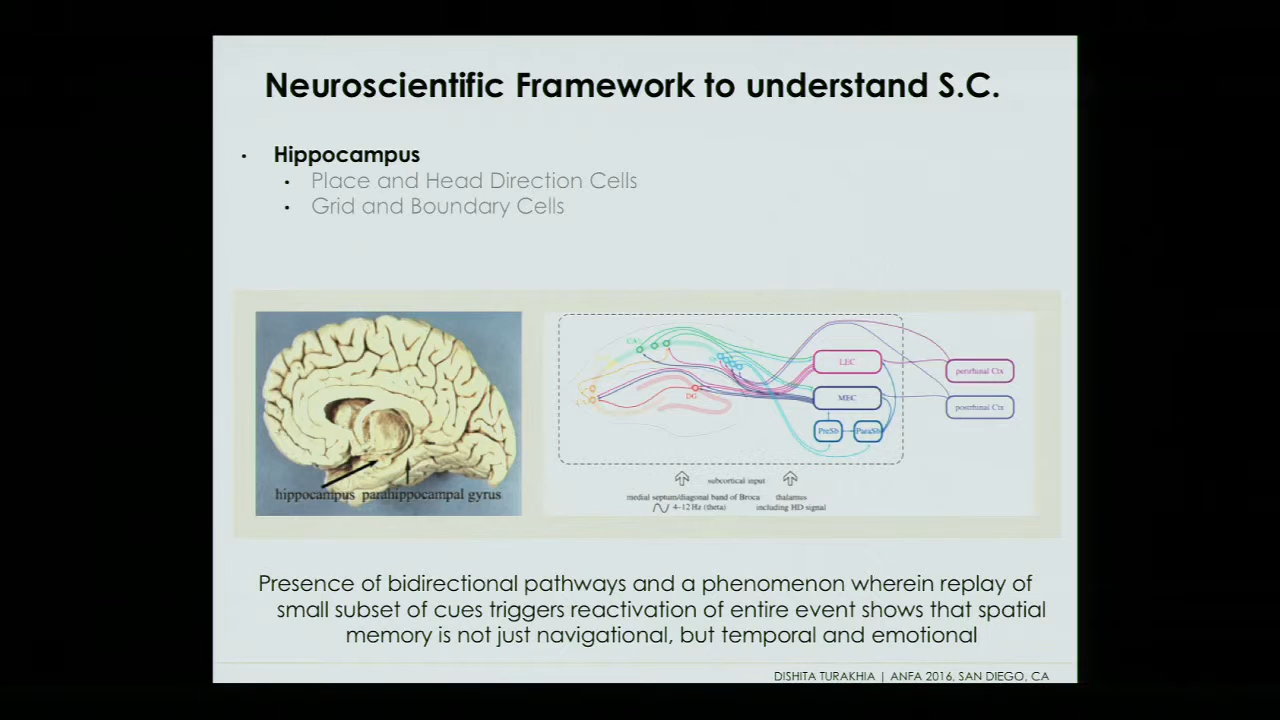 Neuroscientific Framework to understand S.C.
• Hippocampus
• Place and Head Direction Cells
• Grid and Boundary Cells
CA1
DG
LEC
MEC
PreSb
ParaSb
perirhinal Ctx
postrhinal Ctx
hippocampus parahippocampal gyrus
subcortical input
medial septum/diagonal band of Broca
4–12 Hz (theta)
thalamus
including HD signal
Presence of bidirectional pathways and a phenomenon wherein replay of
small subset of cues triggers reactivation of entire event shows that spatial
memory is not just navigational, but temporal and emotional
DISHITA TURAKHIA | ANFA 2016, SAN DIEGO, CA